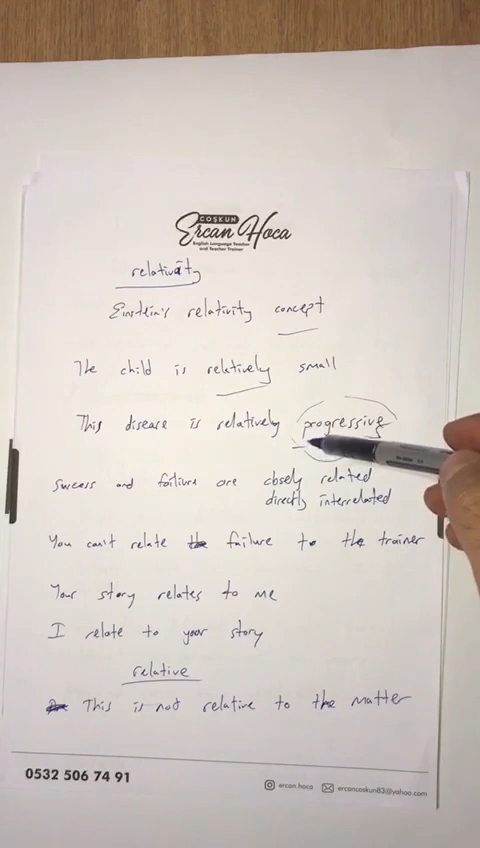 COŞKUN
Ercan Hoca
English Language Teacher
and Teacher Trainer
relativity
Einstein's relativity concept
The child is relatively small
This disease is relatively progressive
Success and failure are closely related
directly interrelated
You can't relate failure to the trainer
Your story relates to me
I relate to your story
relative
This is not relative to the matter
0532 506 74 91
ercan.hoca ercancoskun83@yahoo.com